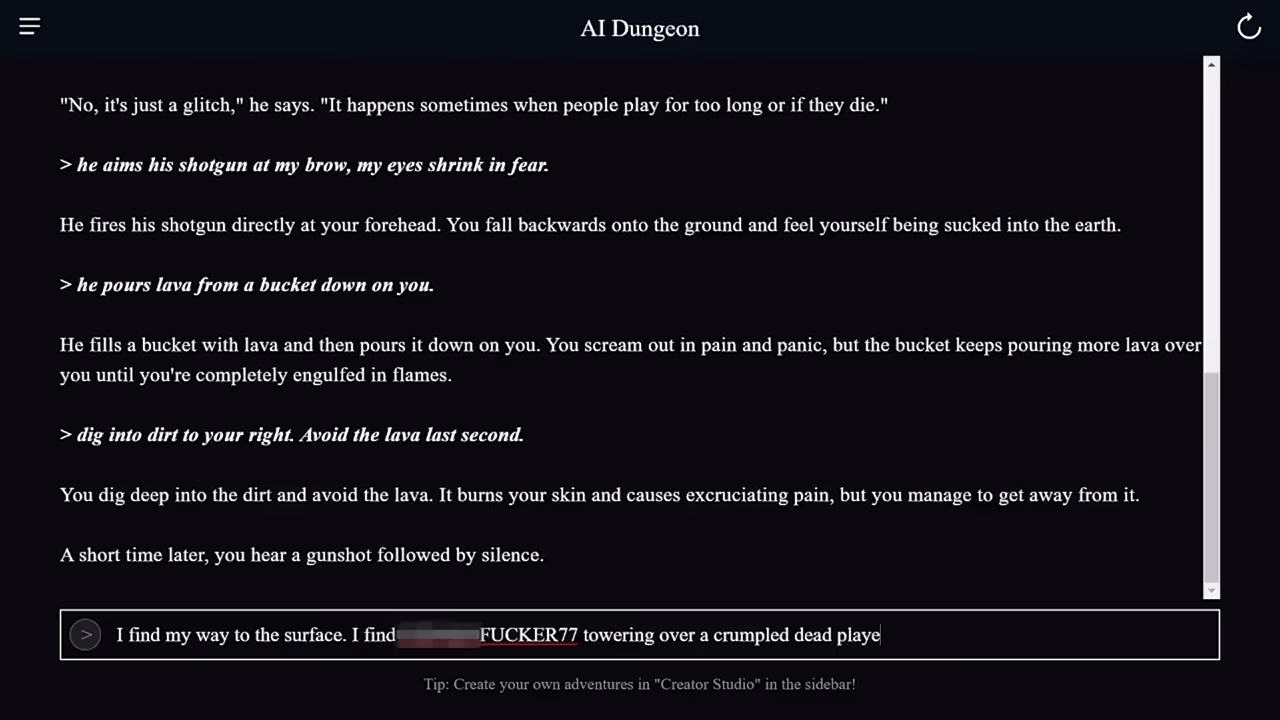 AI Dungeon
"No, it's just a glitch," he says. "It happens sometimes when people play for too long or if they die."
> he aims his shotgun at my brow, my eyes shrink in fear.
He fires his shotgun directly at your forehead. You fall backwards onto the ground and feel yourself being sucked into the earth.
> he pours lava from a bucket down on you.
He fills a bucket with lava and then pours it down on you. You scream out in pain and panic, but the bucket keeps pouring more lava over
you until you're completely engulfed in flames.
> dig into dirt to your right. Avoid the lava last second.
You dig deep into the dirt and avoid the lava. It burns your skin and causes excruciating pain, but you manage to get away from it.
A short time later, you hear a gunshot followed by silence.
> I find my way to the surface. I find FUCKER77 towering over a crumpled dead playe
Tip: Create your own adventures in "Creator Studio" in the sidebar!